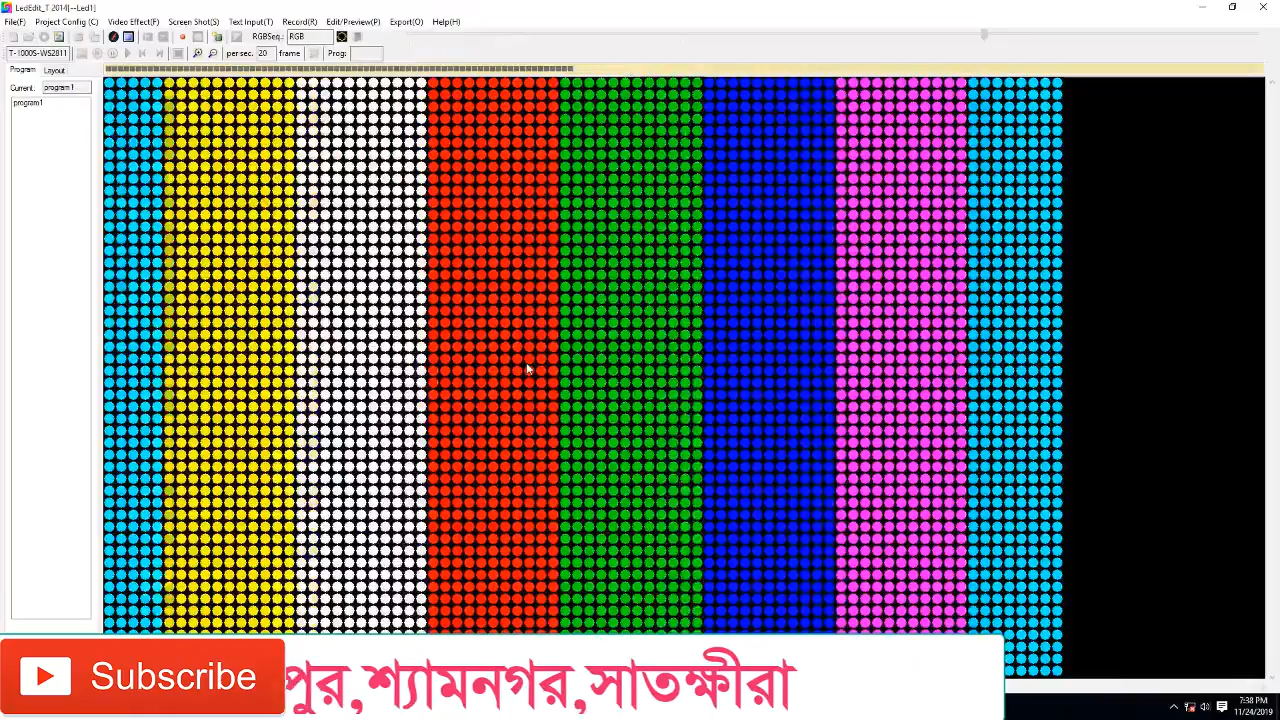 LedEdit_T 2014[--Led1]
File(F) Project Config (C) Video Effect(F) Screen Shot(S) Text Input(T) Record(R) Edit/Preview(P) Export(O) Help(H)
RGBSeq.: RGB
T-1000S-WS2811 per sec. 20 frame Prog:
Program Layout
Current: program1
program1
Subscribe পুর,শ্যামনগর,সাতক্ষীরা
7:38 PM
11/24/2019